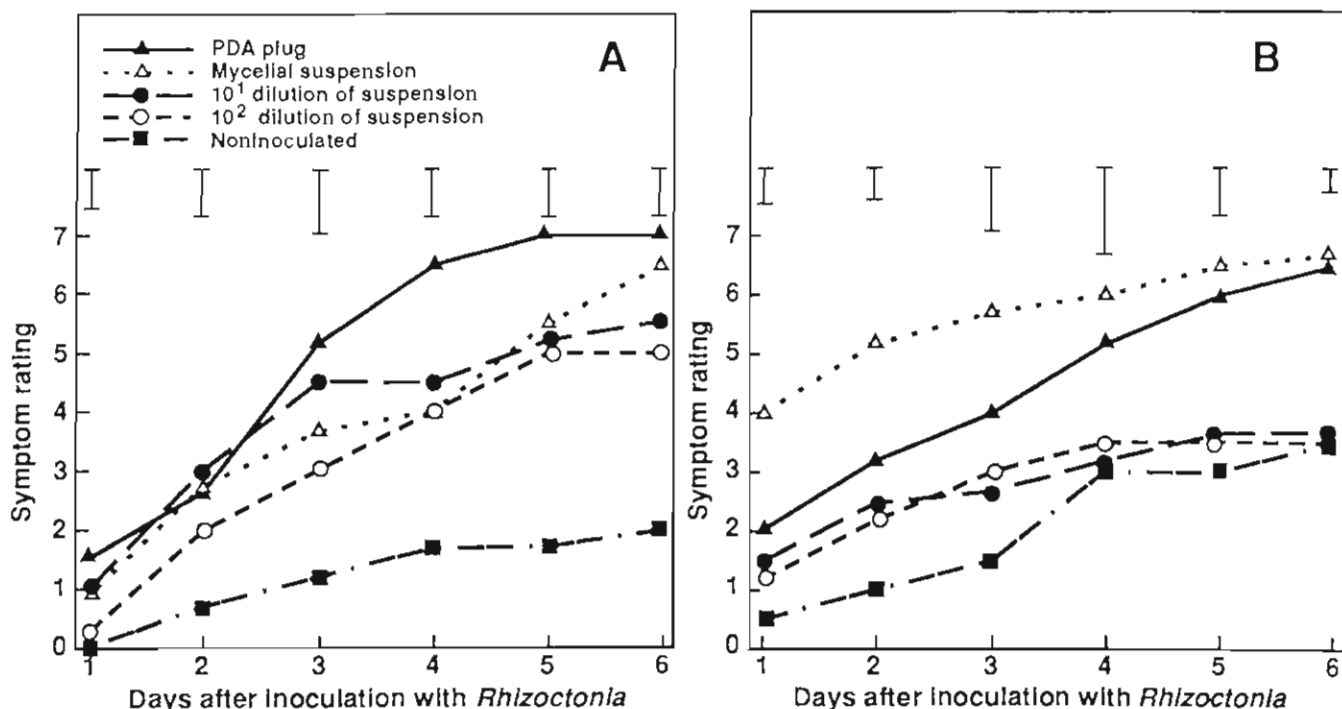 A
PDA plug
Mycelial suspension
10¹ dilution of suspension
10² dilution of suspension
Noninoculated
7
6
5
4
3
2
1
0
Symptom rating
1 2 3 4 5 6
Days after inoculation with Rhizoctonia
B
7
6
5
4
3
2
1
0
Symptom rating
1 2 3 4 5 6
Days after inoculation with Rhizoctonia